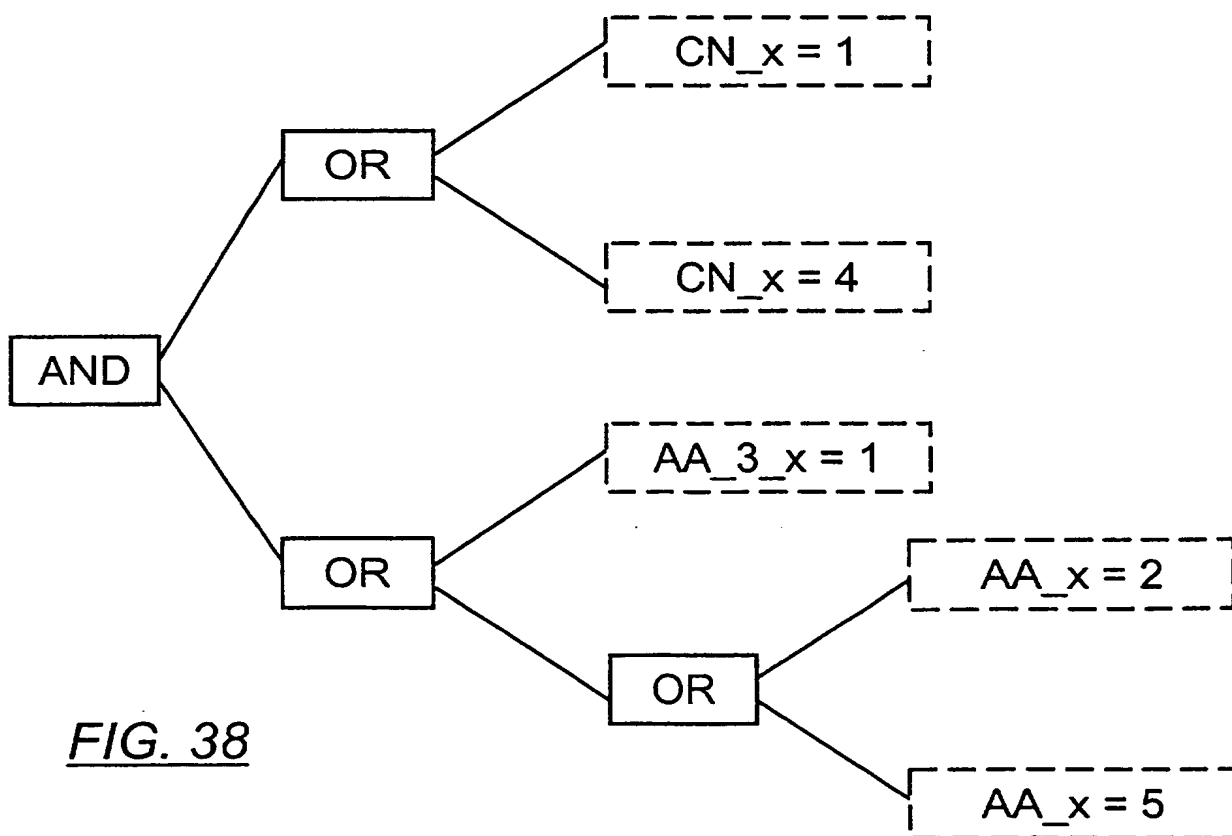 CN_x = 1
OR
CN_x = 4
AND
AA_3_x = 1
OR
AA_x = 2
OR
AA_x = 5
FIG. 38